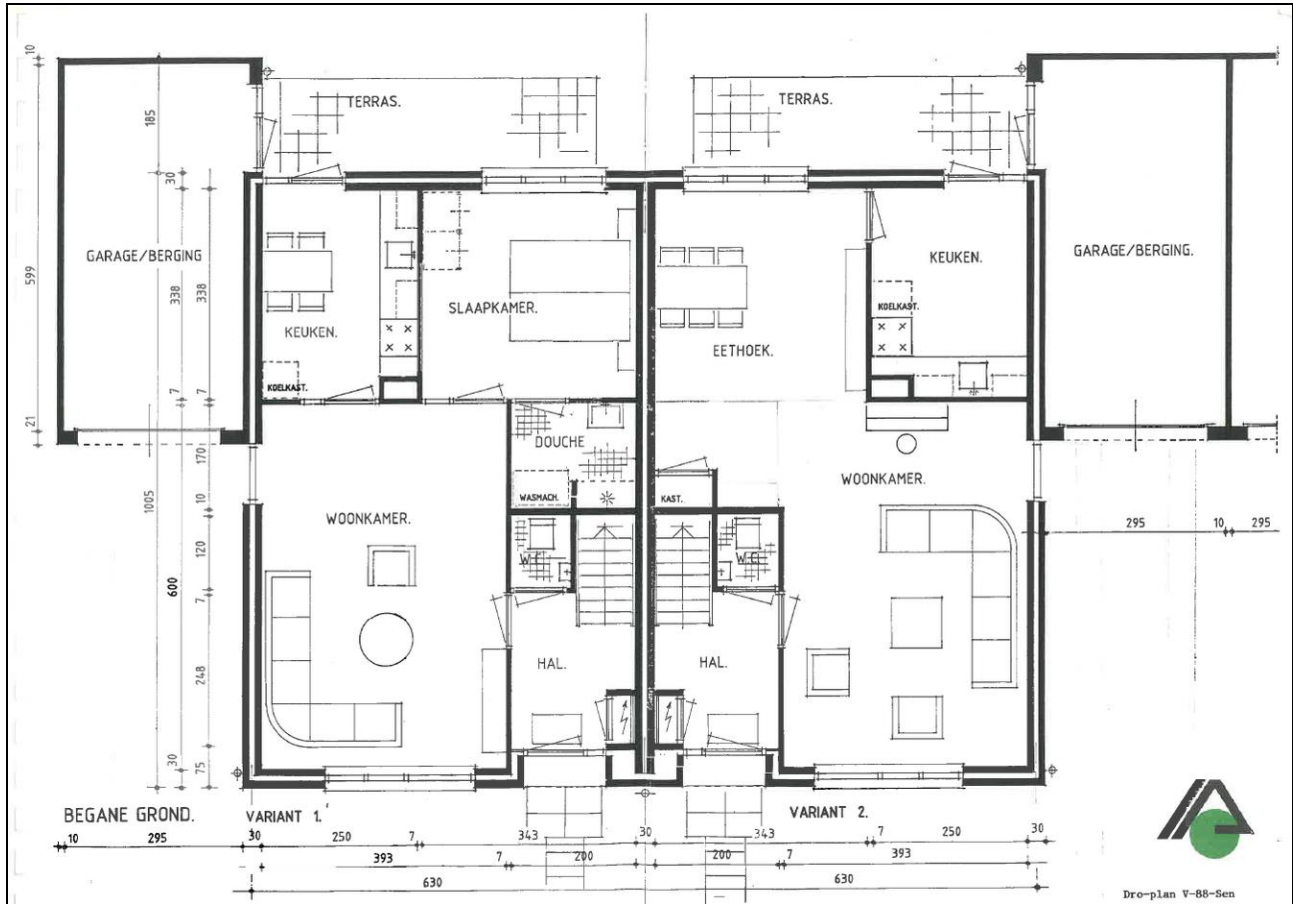 10
TERRAS.
TERRAS.
185
30
GARAGE/BERGING
599
338
338
KEUKEN.
KOELKAST.
SLAAPKAMER.
EETHOEK.
KEUKEN.
KOELKAST.
GARAGE/BERGING.
7
7
21
DOUCHE
WASMACH.
KAST.
WOONKAMER.
WOONKAMER.
170
10
1005
295
10
295
W.C.
W.C.
120
600
7
HAL.
HAL.
248
30
75
BEGANE GROND.
VARIANT 1.
VARIANT 2.
10
295
30
250
7
343
30
343
7
250
30
393
7
200
200
7
393
630
630
Dro-plan V-88-Sen